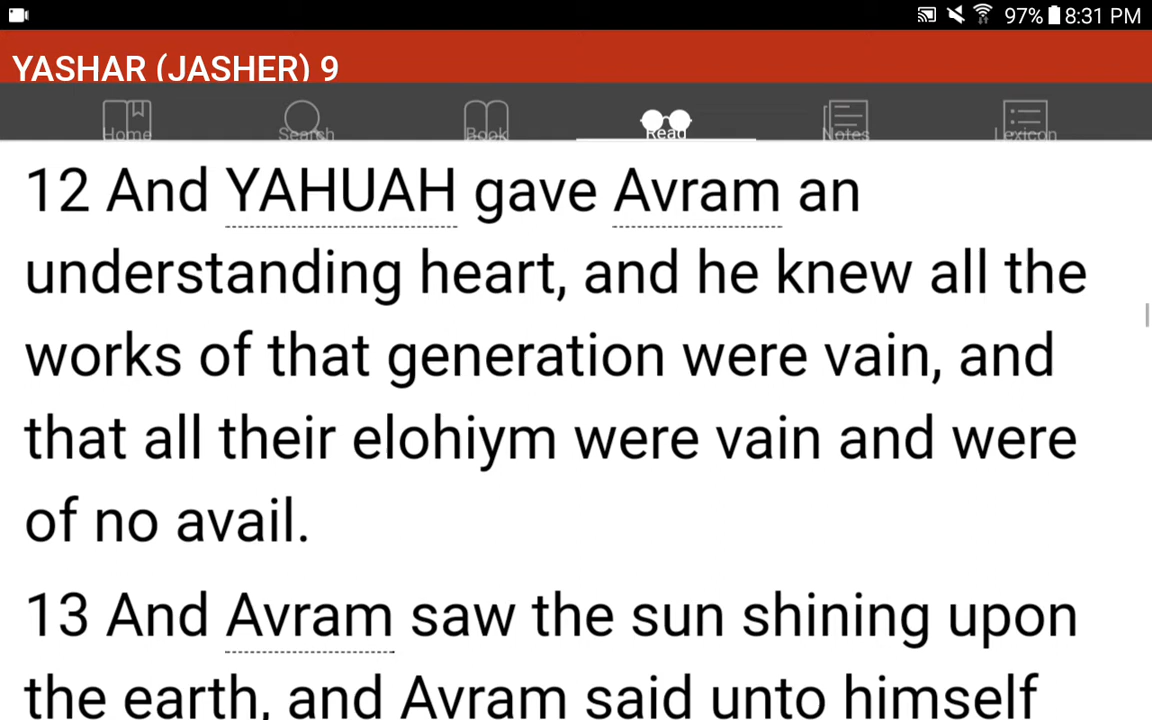 97% 8:31 PM
YASHAR (JASHER) 9
Home Search Book Read Notes Lexicon
12 And YAHUAH gave Avram an
understanding heart, and he knew all the
works of that generation were vain, and
that all their elohiym were vain and were
of no avail.
13 And Avram saw the sun shining upon
the earth, and Avram said unto himself